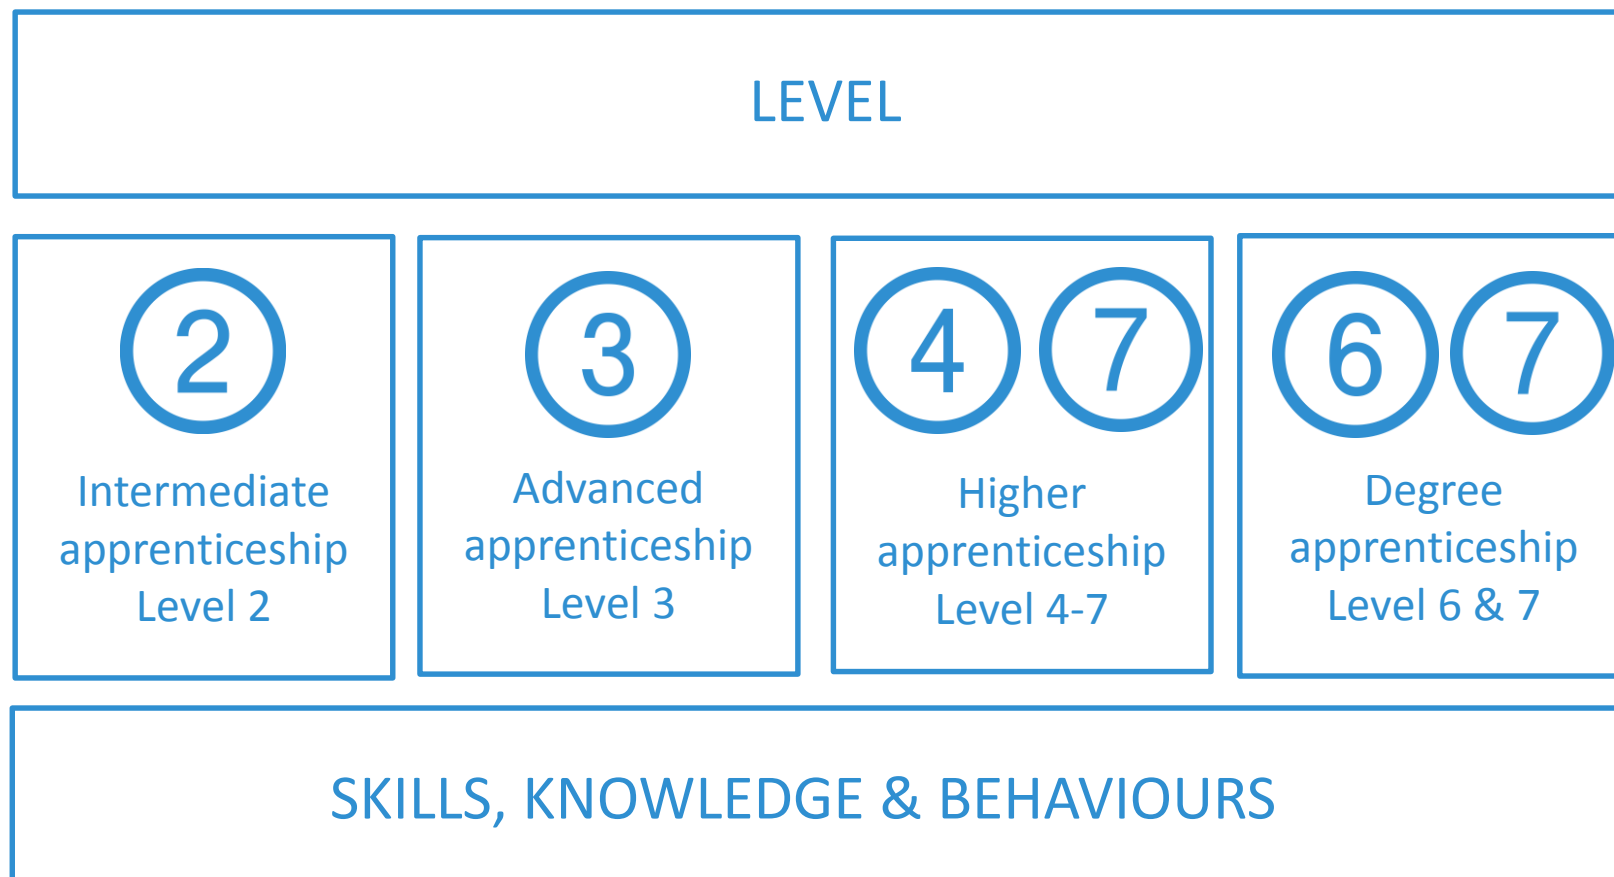 LEVEL
2
Intermediate
apprenticeship
Level 2
3
Advanced
apprenticeship
Level 3
4 7
Higher
apprenticeship
Level 4-7
6 7
Degree
apprenticeship
Level 6 & 7
SKILLS, KNOWLEDGE & BEHAVIOURS